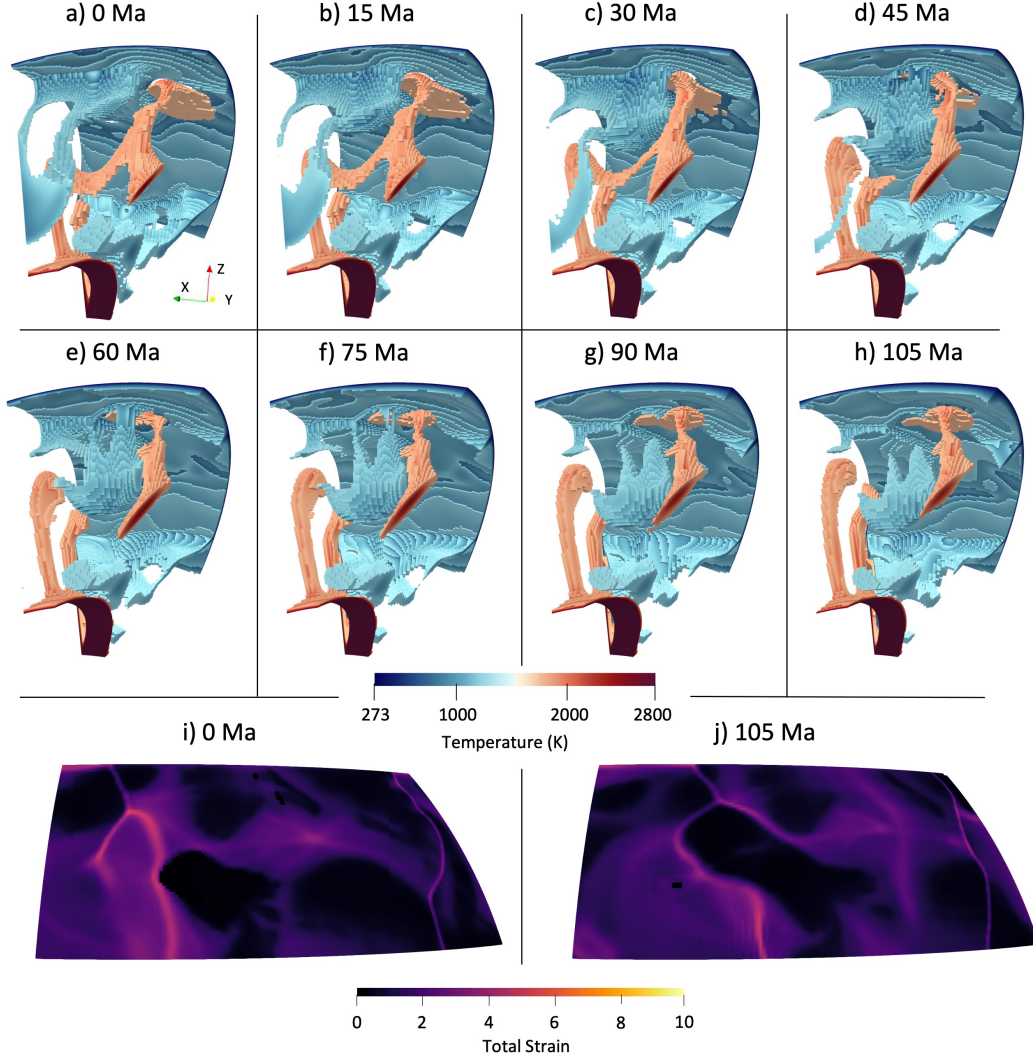 a) 0 Ma
b) 15 Ma
c) 30 Ma
d) 45 Ma
Z
X
Y
e) 60 Ma
f) 75 Ma
g) 90 Ma
h) 105 Ma
273
1000
2000
2800
Temperature (K)
i) 0 Ma
j) 105 Ma
0
2
4
6
8
10
Total Strain